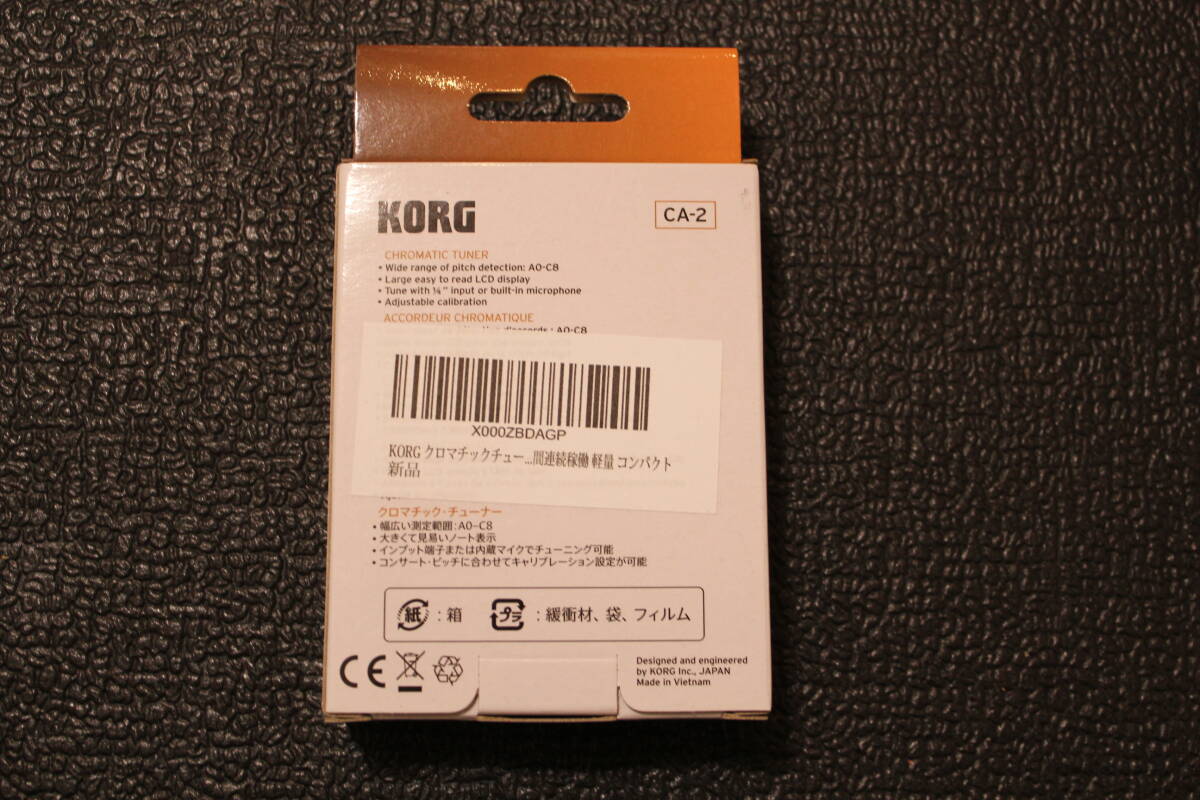 KORG
CA-2
CHROMATIC TUNER
• Wide range of pitch detection: A0-C8
• Large easy to read LCD display
• Tune with ¼" input or built-in microphone
• Adjustable calibration
ACCORDEUR CHROMATIQUE
: A0-C8
X000ZBDAGP
KORG クロマチックチュー...間連続稼働 軽量 コンパクト
新品
クロマチック・チューナー
• 幅広い測定範囲:A0-C8
• 大きくて見易いノート表示
• インプット端子または内蔵マイクでチューニング可能
• コンサート・ピッチに合わせてキャリブレーション設定が可能
紙 : 箱
プラ : 緩衝材、袋、フィルム
CE
Designed and engineered
by KORG Inc., JAPAN
Made in Vietnam